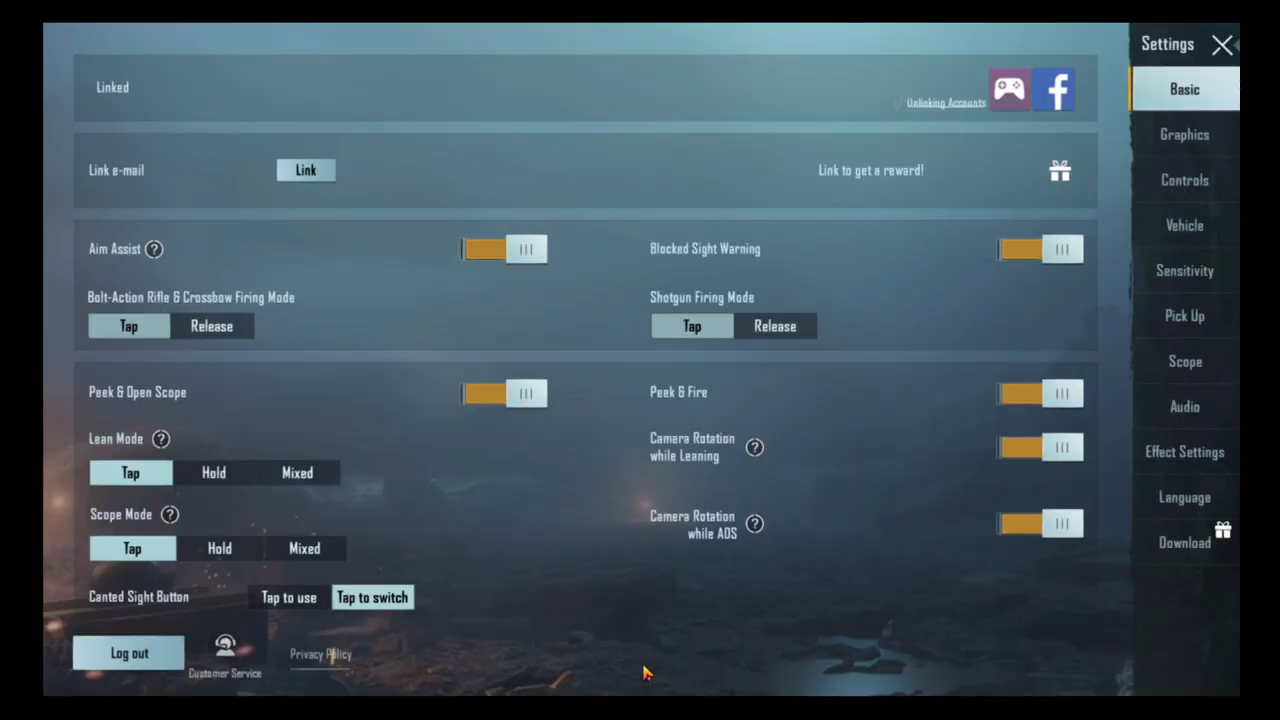 Settings
Linked
Unlinking Accounts
Basic
Graphics
Link e-mail
Link
Link to get a reward!
Controls
Vehicle
Aim Assist ?
Blocked Sight Warning
Sensitivity
Bolt-Action Rifle & Crossbow Firing Mode
Shotgun Firing Mode
Tap Release
Tap Release
Pick Up
Scope
Peek & Open Scope
Peek & Fire
Audio
Lean Mode ?
Camera Rotation
while Leaning ?
Effect Settings
Tap Hold Mixed
Language
Scope Mode ?
Camera Rotation
while ADS ?
Download
Tap Hold Mixed
Canted Sight Button
Tap to use Tap to switch
Log out
Customer Service
Privacy Policy